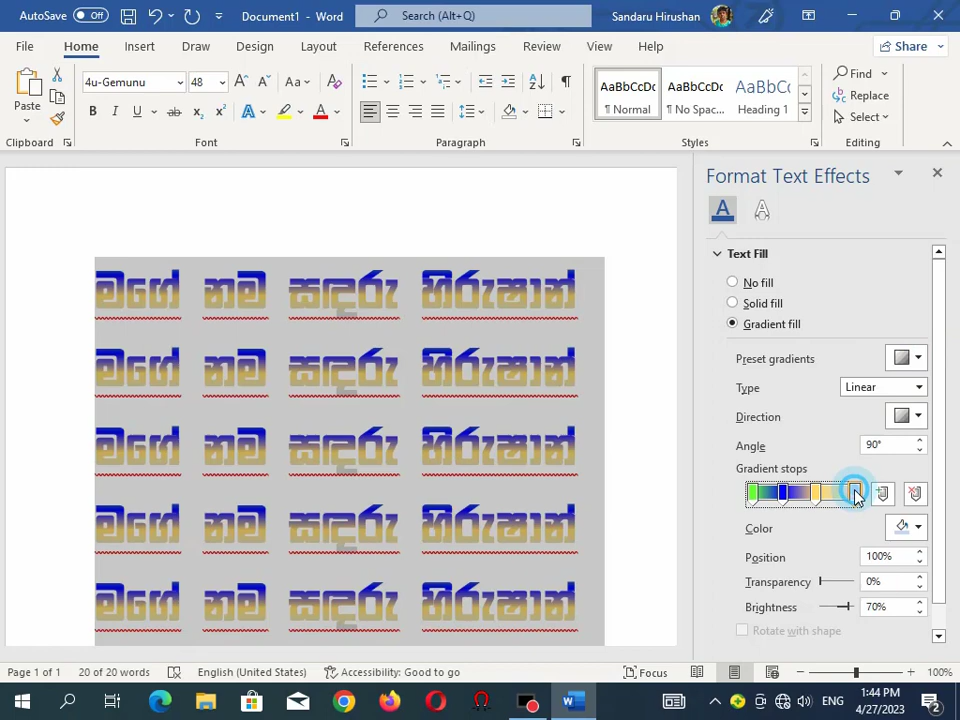 AutoSave Off Document1 - Word Search (Alt+Q) Sandaru Hirushan
File Home Insert Draw Design Layout References Mailings Review View Help Share
4u-Gemunu 48 Aa
Paste
AaBbCcDc AaBbCcDc AaBbCc
¶ Normal ¶ No Spac... Heading 1
Find
Replace
Select
Clipboard Font Paragraph Styles Editing
Format Text Effects
Text Fill
No fill
Solid fill
Gradient fill
Preset gradients
Type Linear
Direction
Angle 90°
Gradient stops
Color
Position 100%
Transparency 0%
Brightness 70%
Rotate with shape
මගේ නම සඳරු හිරුෂාන්
මගේ නම සඳරු හිරුෂාන්
මගේ නම සඳරු හිරුෂාන්
මගේ නම සඳරු හිරුෂාන්
මගේ නම සඳරු හිරුෂාන්
Page 1 of 1 20 of 20 words English (United States) Accessibility: Good to go Focus 100%
ENG 1:44 PM
4/27/2023 2